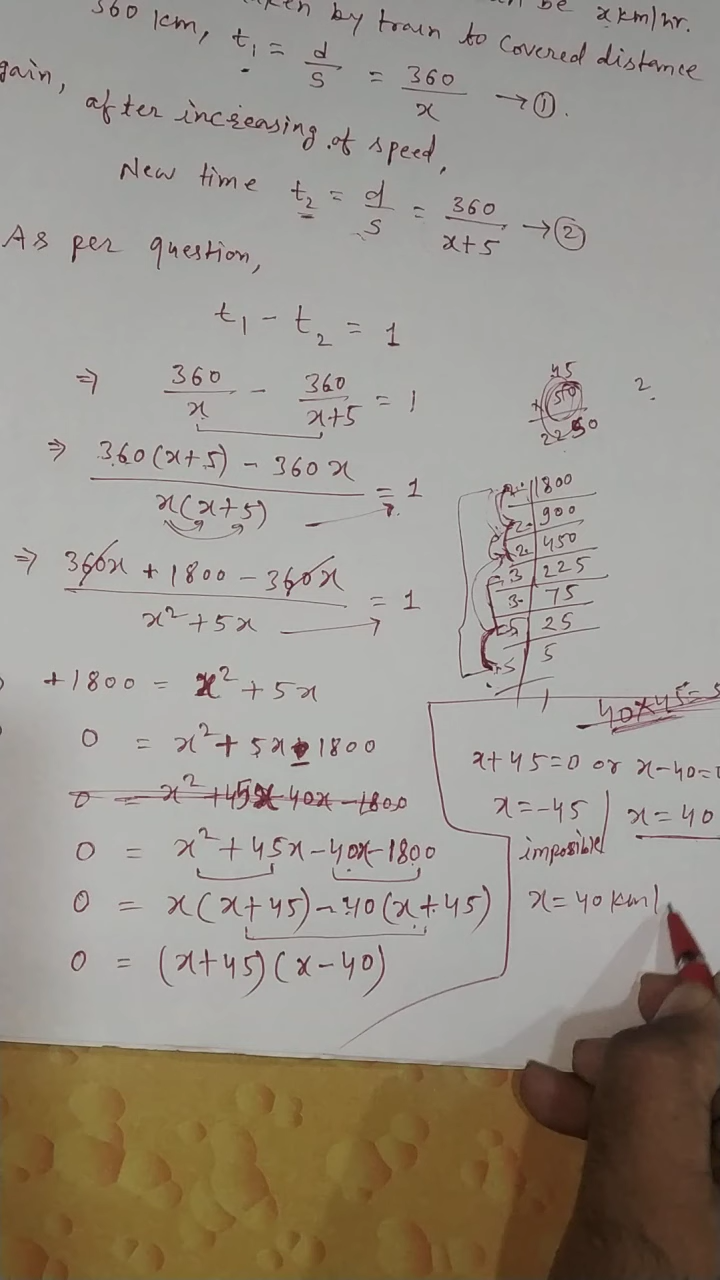 be x km/hr.
360 km, t₁ = d/s = 360/x → ①.
taken by train to covered distance
gain, after increasing of speed,
New time t₂ = d/s = 360/(x+5) → ②
As per question,
t₁ - t₂ = 1
⇒ 360/x - 360/(x+5) = 1
⇒ (360(x+5) - 360x)/(x(x+5)) = 1
⇒ (360x + 1800 - 360x)/(x² + 5x) = 1
+1800 = x² + 5x
0 = x² + 5x - 1800
0 = x² + 45x - 40x - 1800
0 = x² + 45x - 40x - 1800
0 = x(x+45) - 40(x+45)
0 = (x+45)(x-40)
45
× 50
2250
2.
2 | 1800
2 | 900
2 | 450
3 | 225
3 | 75
5 | 25
5 | 5
1
40×45=
x+45=0 or x-40=
x = -45 | x = 40
imposible
x = 40 km/